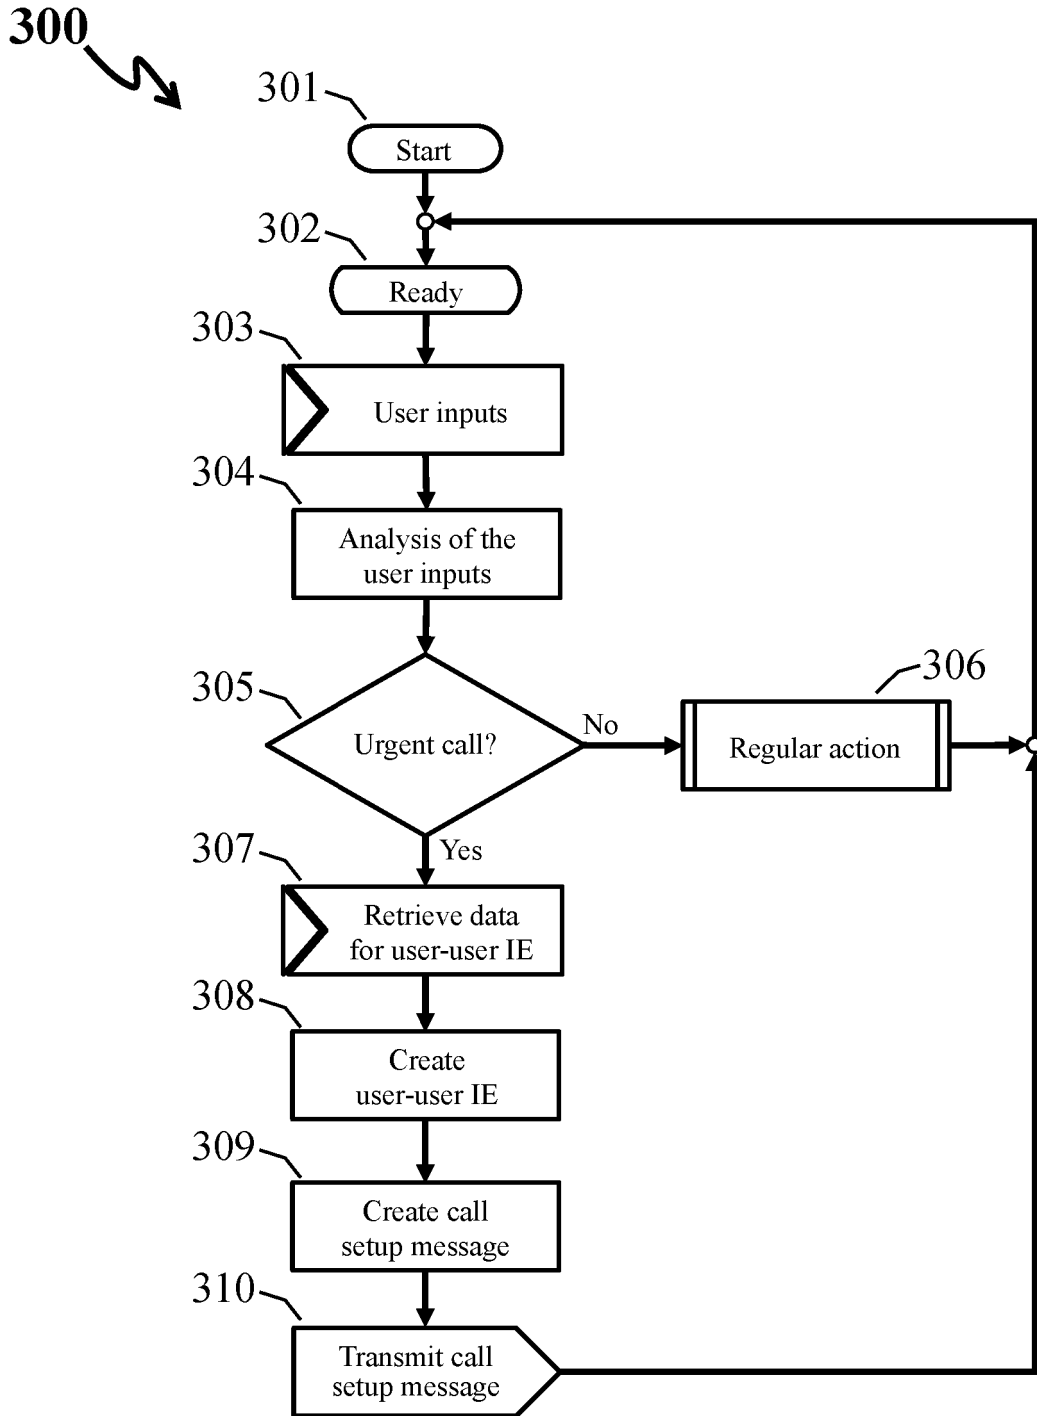 300
301
Start
302
Ready
303
User inputs
304
Analysis of the
user inputs
305
Urgent call?
No
306
Regular action
Yes
307
Retrieve data
for user-user IE
308
Create
user-user IE
309
Create call
setup message
310
Transmit call
setup message